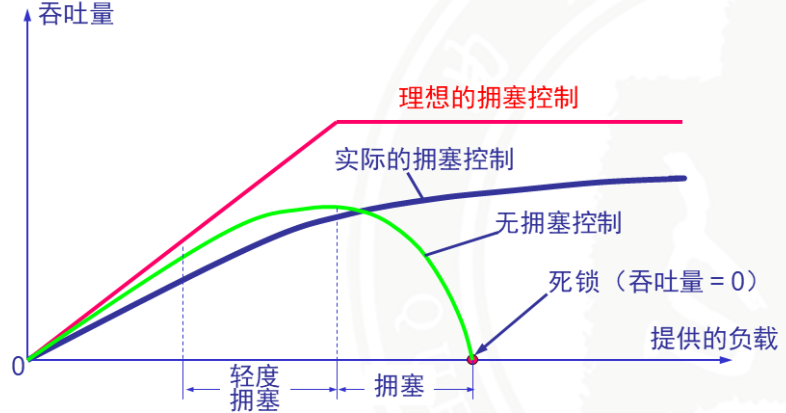 吞吐量
理想的拥塞控制
实际的拥塞控制
无拥塞控制
死锁（吞吐量 = 0）
提供的负载
0
轻度
拥塞
拥塞